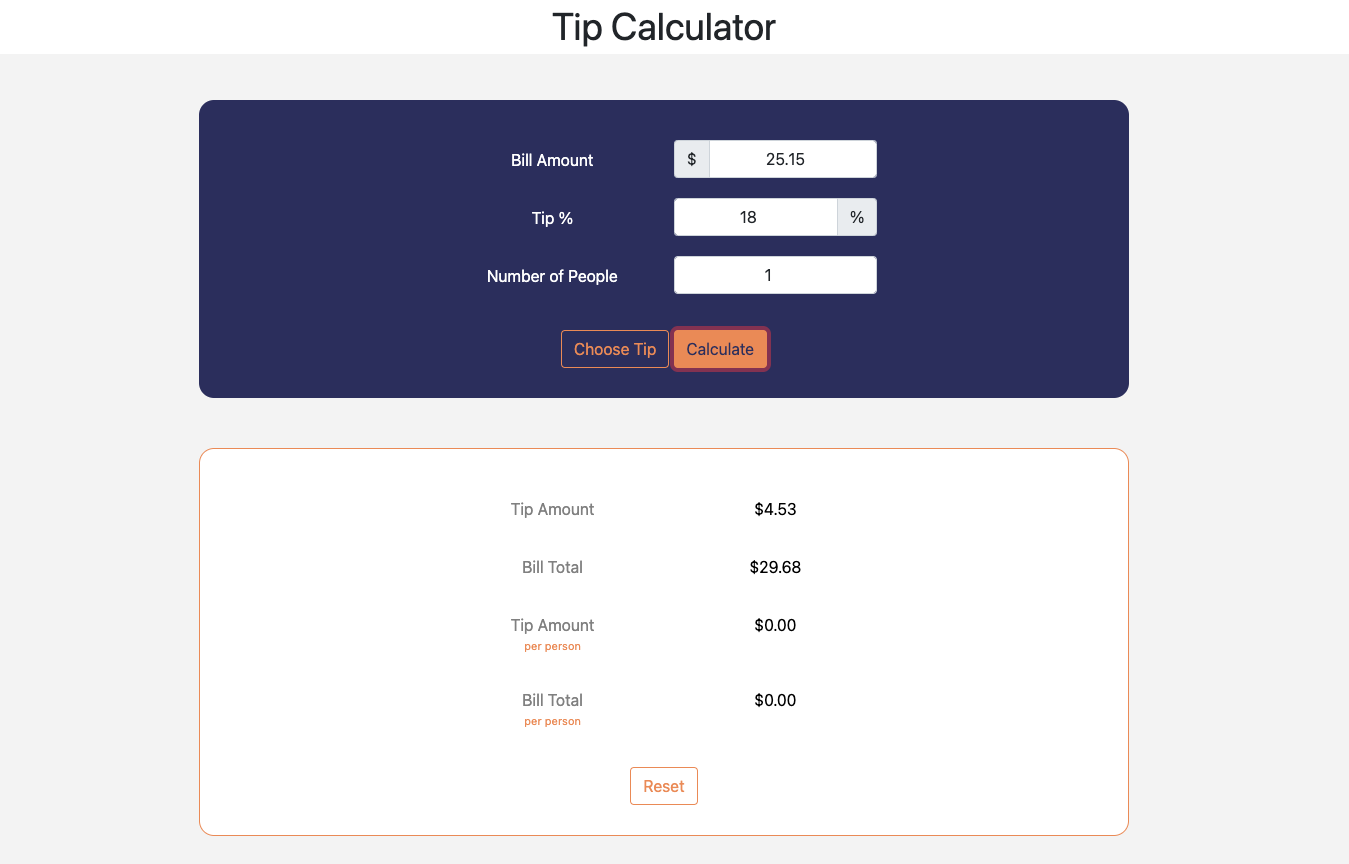 Tip Calculator
Bill Amount $ 25.15
Tip % 18 %
Number of People 1
Choose Tip Calculate
Tip Amount $4.53
Bill Total $29.68
Tip Amount $0.00
per person
Bill Total $0.00
per person
Reset